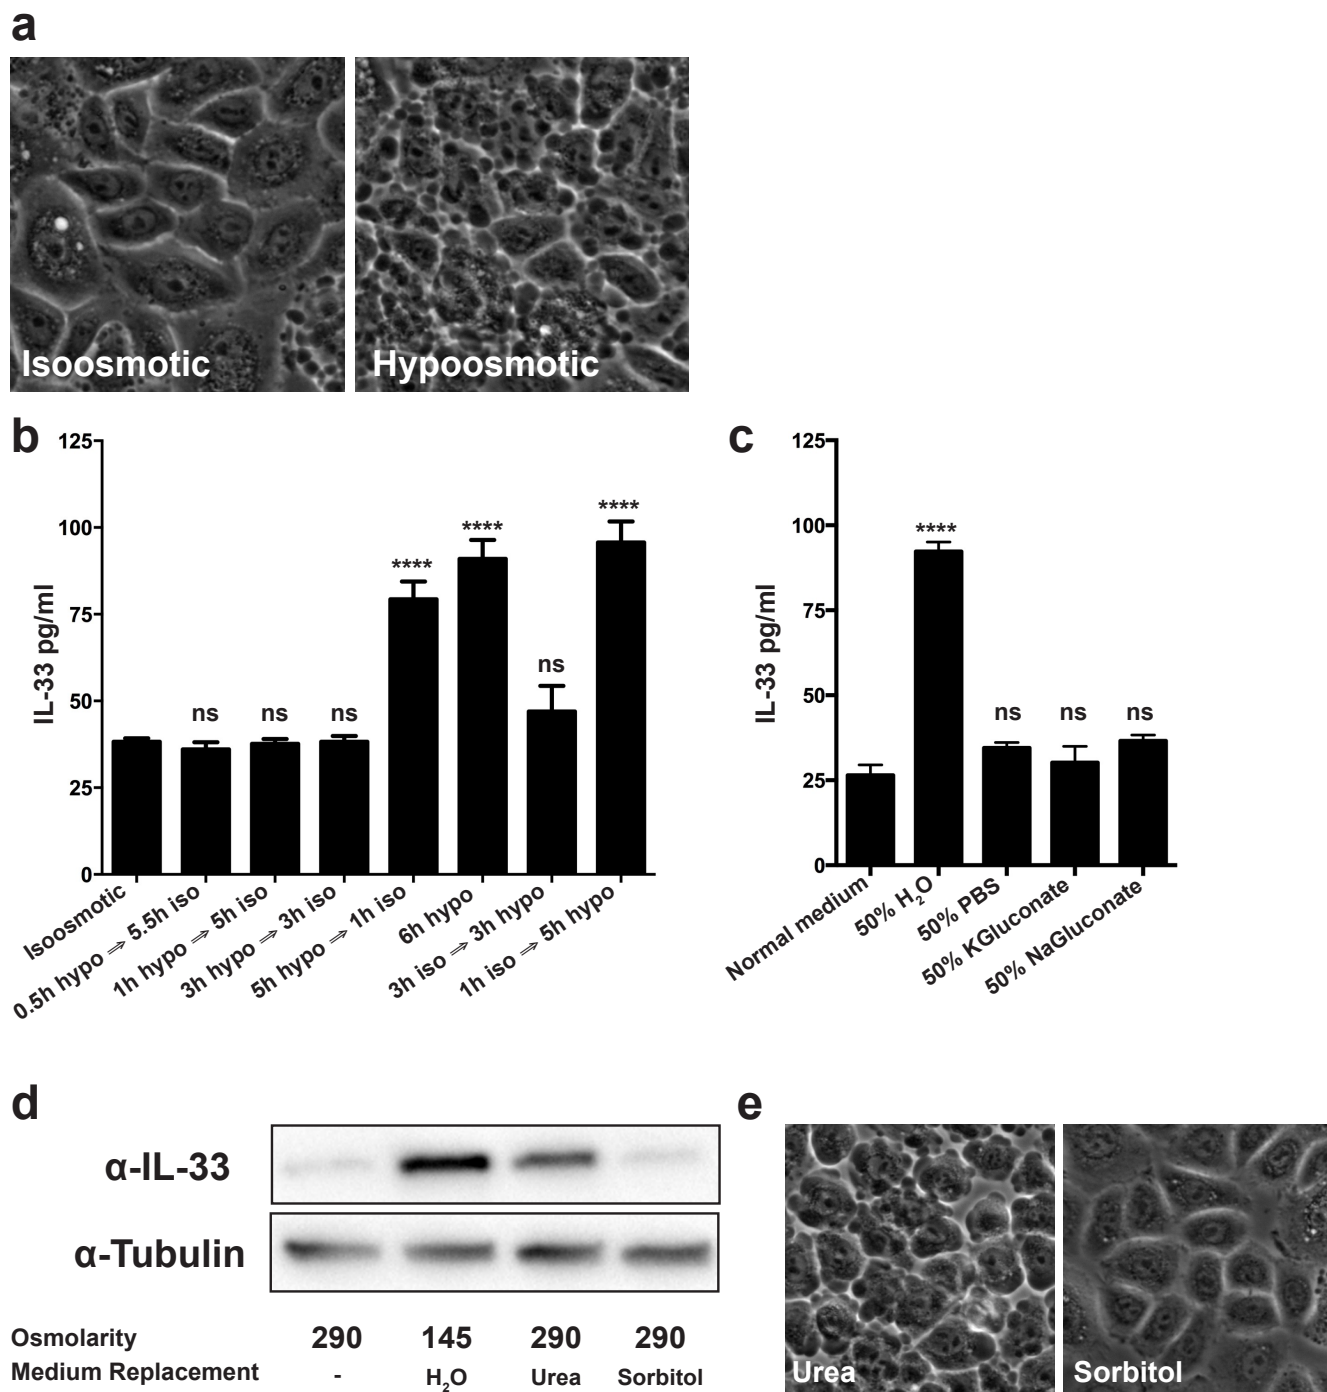 a
Isoosmotic
Hypoosmotic
b
IL-33 pg/ml
125
100
75
50
25
0
ns
ns
ns
****
****
ns
****
Isoosmotic
0.5h hypo ⇒ 5.5h iso
1h hypo ⇒ 5h iso
3h hypo ⇒ 3h iso
5h hypo ⇒ 1h iso
6h hypo
3h iso ⇒ 3h hypo
1h iso ⇒ 5h hypo
c
IL-33 pg/ml
125
100
75
50
25
0
****
ns
ns
ns
Normal medium
50% H₂O
50% PBS
50% KGluconate
50% NaGluconate
d
α-IL-33
α-Tubulin
Osmolarity 290 145 290 290
Medium Replacement - H₂O Urea Sorbitol
e
Urea
Sorbitol